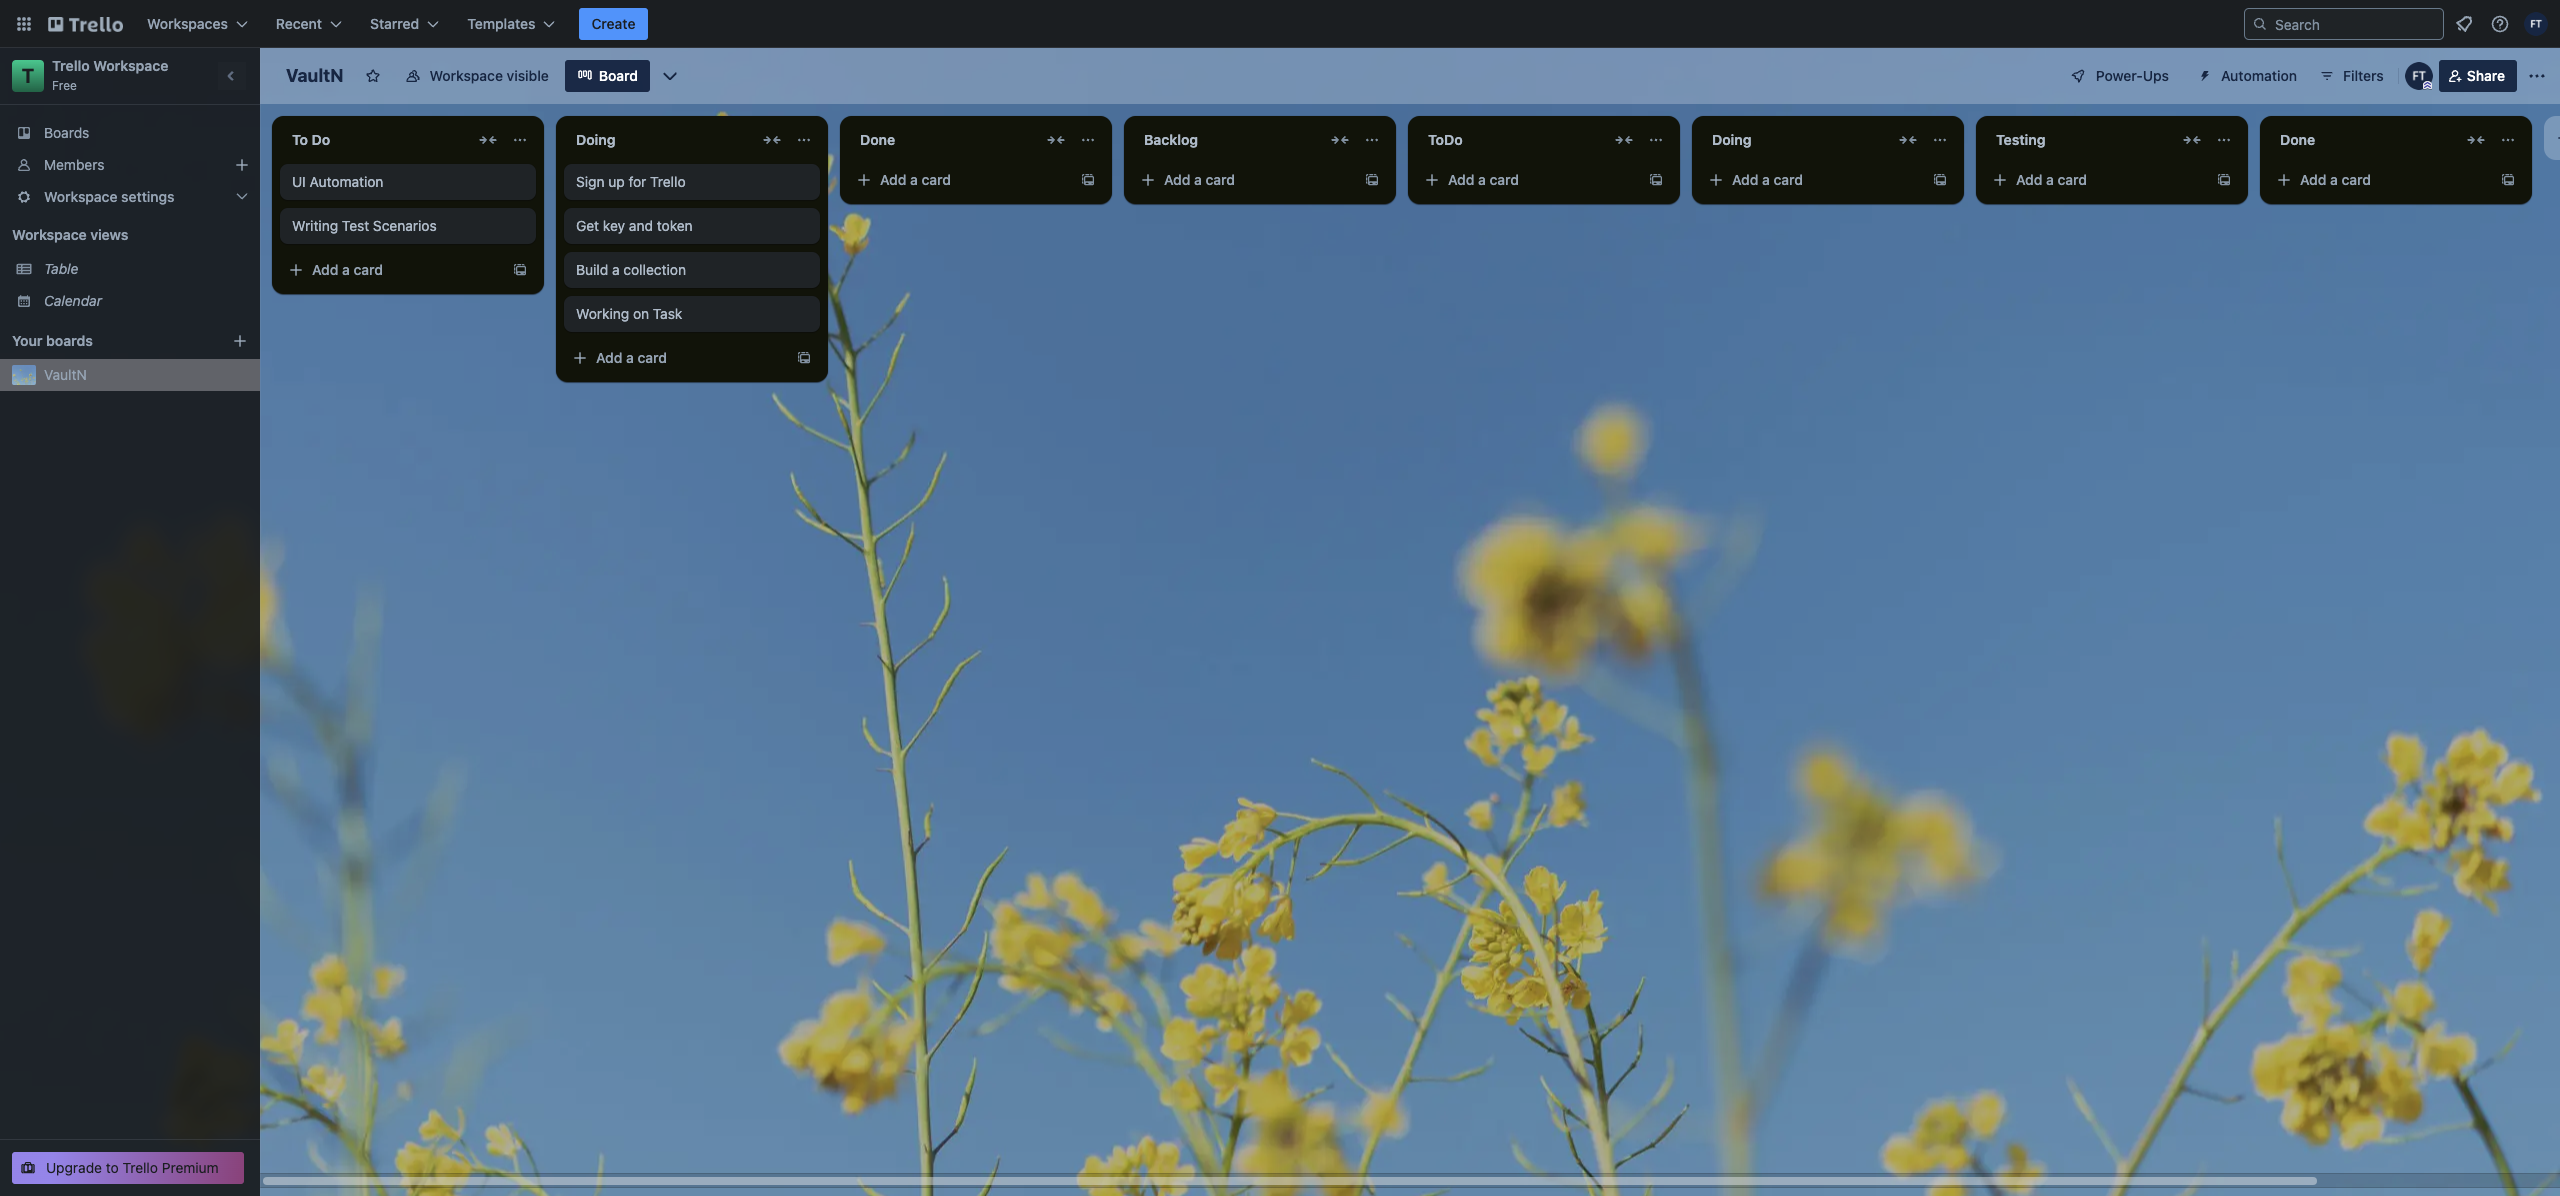 Trello
Workspaces
Recent
Starred
Templates
Create
Search
FT
T
Trello Workspace
Free
VaultN
Workspace visible
Board
Power-Ups
Automation
Filters
FT
Share
Boards
Members
Workspace settings
Workspace views
Table
Calendar
Your boards
VaultN
Upgrade to Trello Premium
To Do
UI Automation
Writing Test Scenarios
Add a card
Doing
Sign up for Trello
Get key and token
Build a collection
Working on Task
Add a card
Done
Add a card
Backlog
Add a card
ToDo
Add a card
Doing
Add a card
Testing
Add a card
Done
Add a card